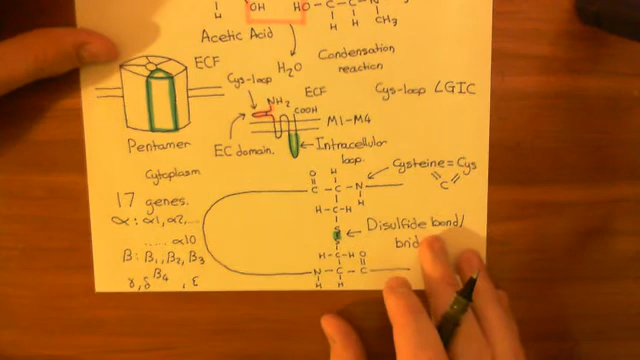 H OH HO-C-C-N
H H CH3
Acetic Acid
H2O
Condensation
reaction
ECF
Cys-loop
ECF
Cys-loop LGIC
NH2
COOH
M1-M4
Pentamer
EC domain.
Intracellular
loop.
Cytoplasm
Cysteine = Cys
C C
17 genes.
α: α1, α2,....
..... α10
β: β1, β2, β3
β4
γ, δ , ε
O H
C-C-N
H
H-C-H
Disulfide bond/
H-C-H O
N-C-C
H H